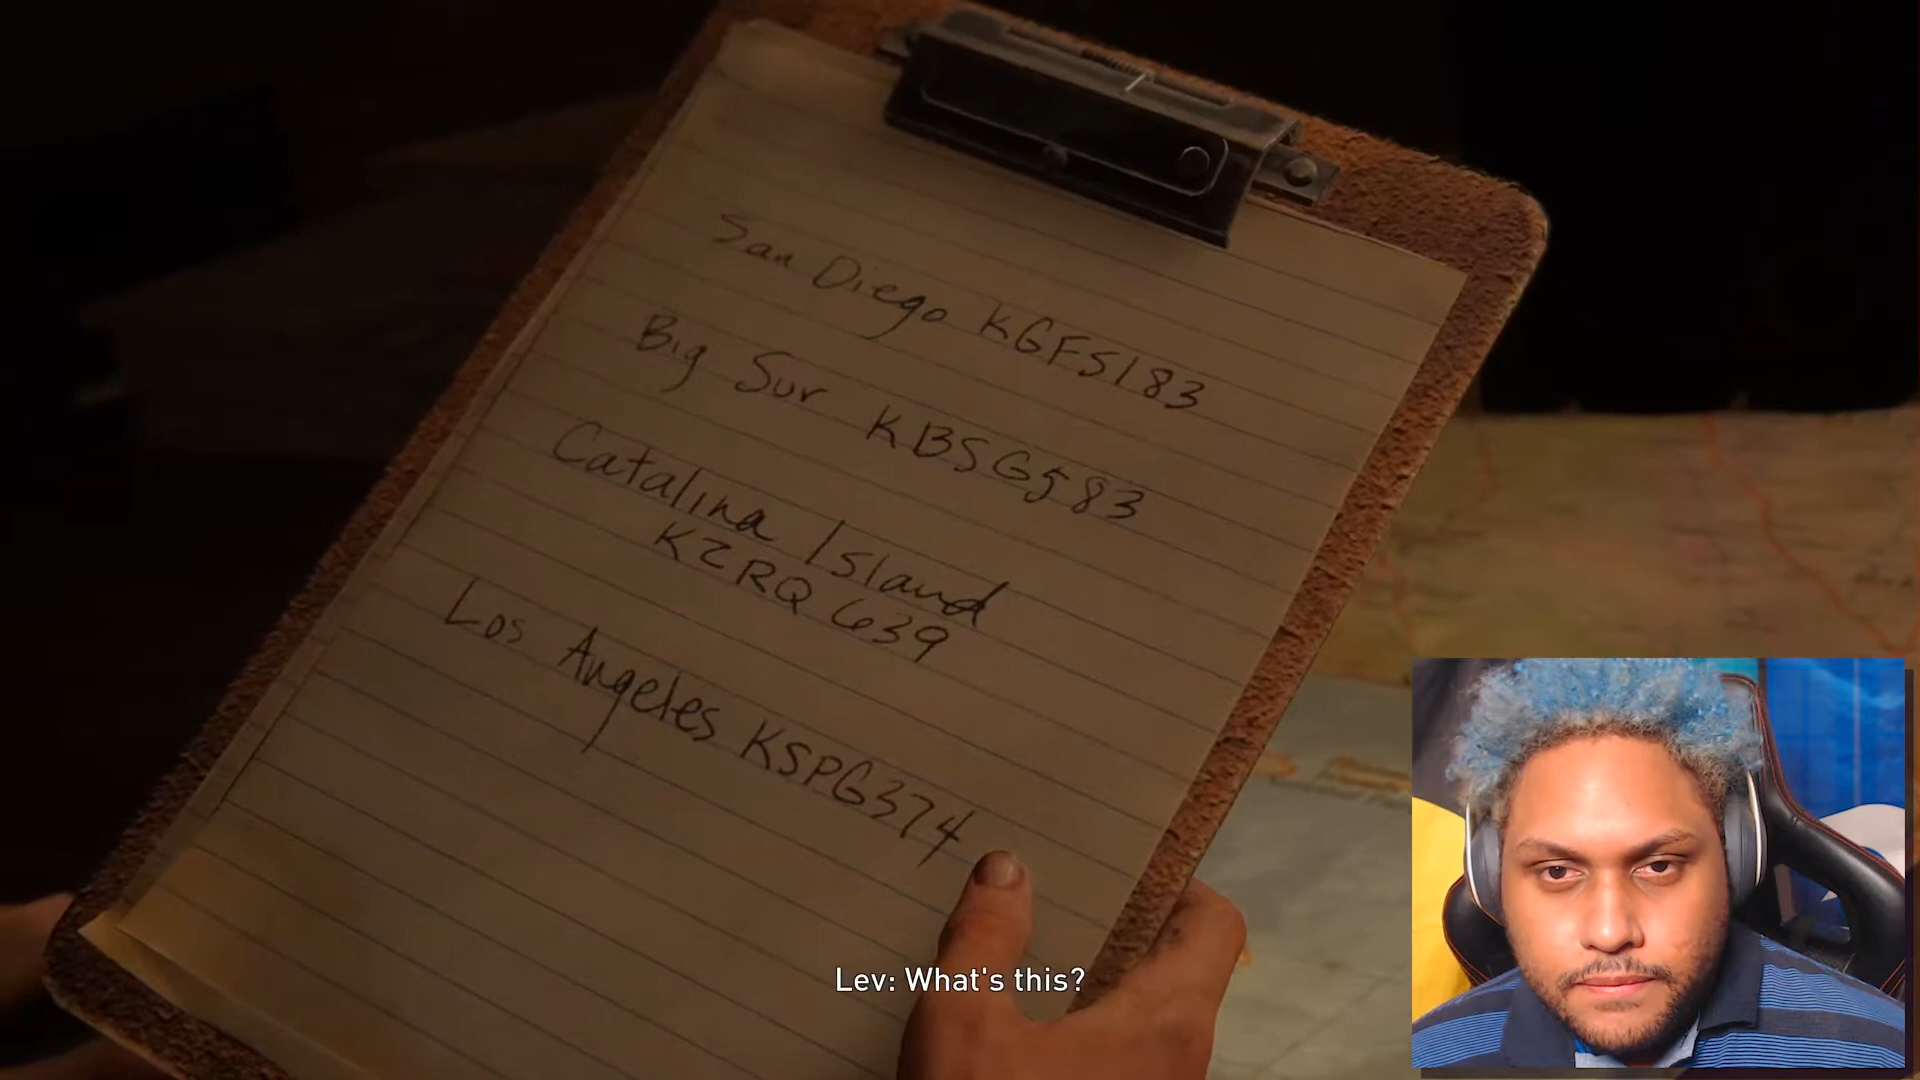 San Diego KGFS183
Big Sur KBSG583
Catalina Island
KZRQ639
Los Angeles KSPG374
Lev: What's this?